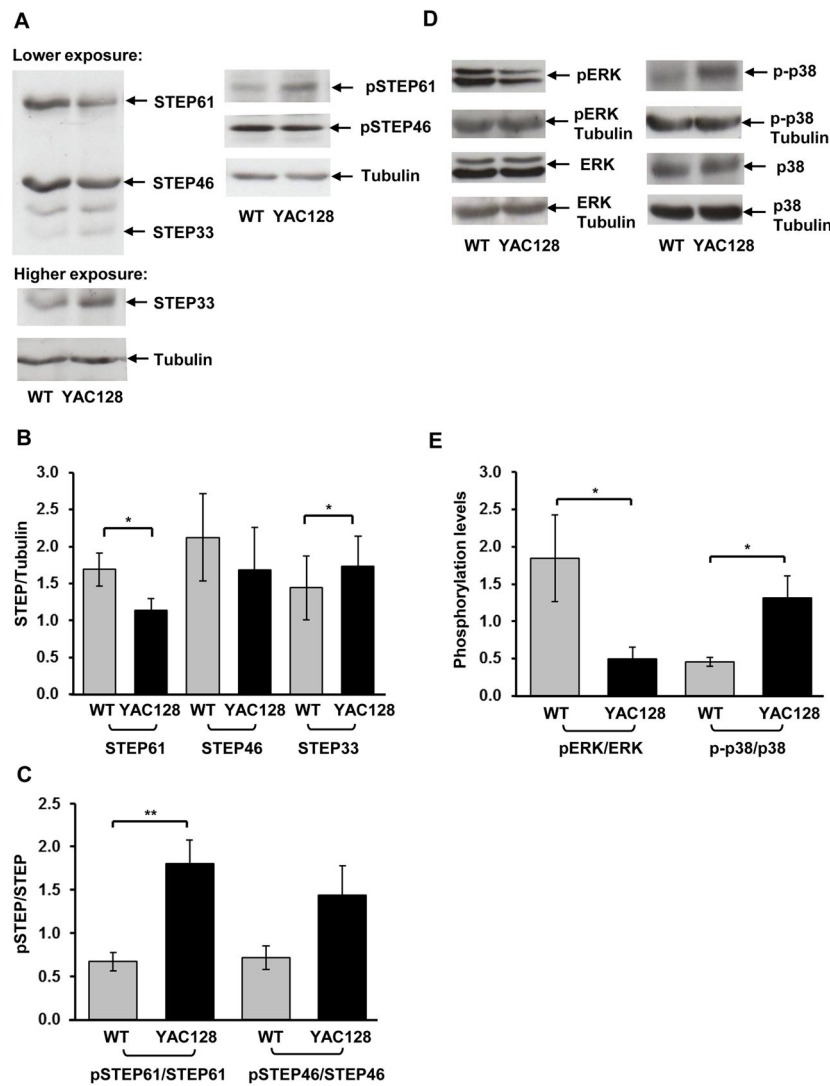 A
Lower exposure:
STEP61
STEP46
STEP33
Higher exposure:
STEP33
Tubulin
WT YAC128
pSTEP61
pSTEP46
Tubulin
WT YAC128
D
pERK
pERK
Tubulin
ERK
ERK
Tubulin
WT YAC128
p-p38
p-p38
Tubulin
p38
p38
Tubulin
WT YAC128
B
STEP/Tubulin
3.0
2.5
2.0
1.5
1.0
0.5
0.0
*
*
WT YAC128 WT YAC128 WT YAC128
STEP61 STEP46 STEP33
E
Phosphorylation levels
3.0
2.5
2.0
1.5
1.0
0.5
0.0
*
*
WT YAC128 WT YAC128
pERK/ERK p-p38/p38
C
pSTEP/STEP
2.5
2.0
1.5
1.0
0.5
0.0
**
WT YAC128 WT YAC128
pSTEP61/STEP61 pSTEP46/STEP46